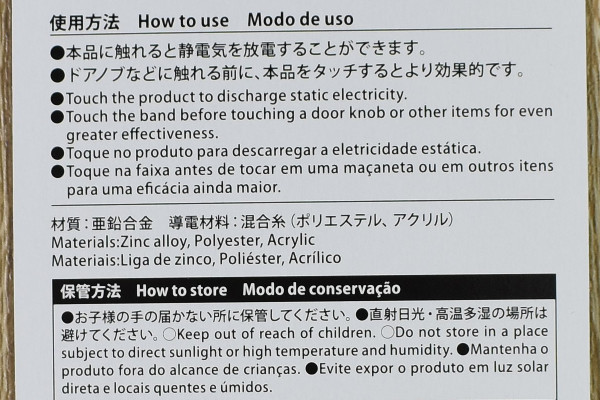 使用方法　How to use　Modo de uso
●本品に触れると静電気を放電することができます。
●ドアノブなどに触れる前に、本品をタッチするとより効果的です。
●Touch the product to discharge static electricity.
●Touch the band before touching a door knob or other items for even
greater effectiveness.
●Toque no produto para descarregar a eletricidade estática.
●Toque na faixa antes de tocar em uma maçaneta ou em outros itens
para uma eficácia ainda maior.
材質：亜鉛合金　導電材料：混合糸（ポリエステル、アクリル）
Materials:Zinc alloy, Polyester, Acrylic
Materiais:Liga de zinco, Poliéster, Acrílico
保管方法　How to store　Modo de conservação
●お子様の手の届かない所に保管してください。●直射日光・高温多湿の場所は
避けてください。○Keep out of reach of children. ○Do not store in a place
subject to direct sunlight or high temperature and humidity. ●Mantenha o
produto fora do alcance de crianças. ●Evite expor o produto em luz solar
direta e locais quentes e úmidos.